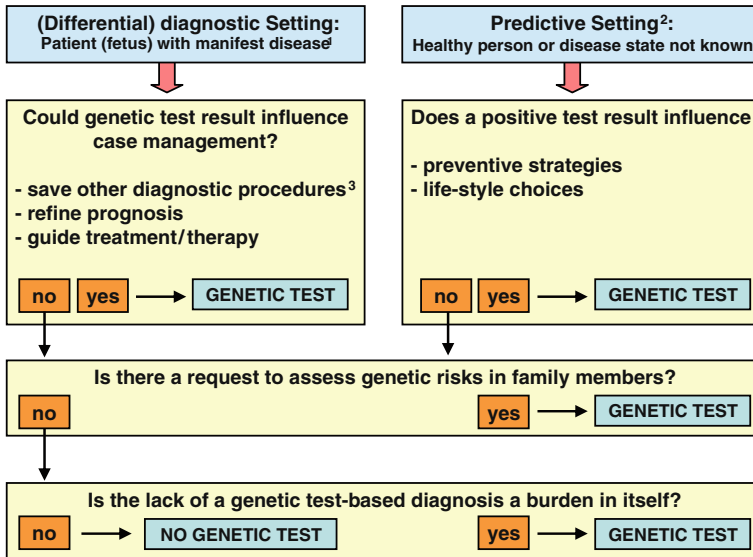 (Differential) diagnostic Setting:
Patient (fetus) with manifest disease¹
Predictive Setting²:
Healthy person or disease state not known
Could genetic test result influence
case management?
- save other diagnostic procedures³
- refine prognosis
- guide treatment/therapy
no yes GENETIC TEST
Does a positive test result influence
- preventive strategies
- life-style choices
no yes GENETIC TEST
Is there a request to assess genetic risks in family members?
no yes GENETIC TEST
Is the lack of a genetic test-based diagnosis a burden in itself?
no NO GENETIC TEST yes GENETIC TEST